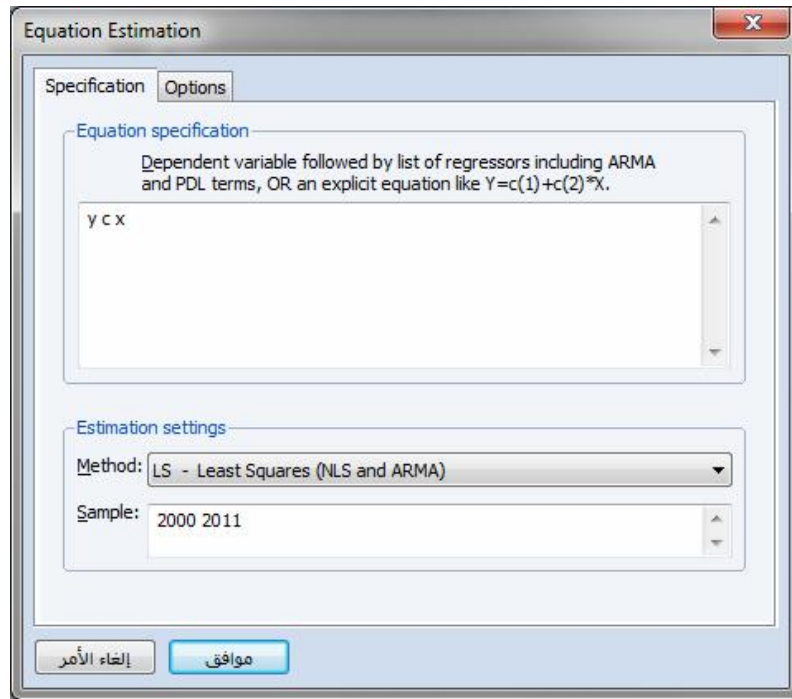 Equation Estimation
Specification
Options
Equation specification
Dependent variable followed by list of regressors including ARMA
and PDL terms, OR an explicit equation like Y=c(1)+c(2)*X.
y c x
Estimation settings
Method: LS - Least Squares (NLS and ARMA)
Sample: 2000 2011
موافق
إلغاء الأمر